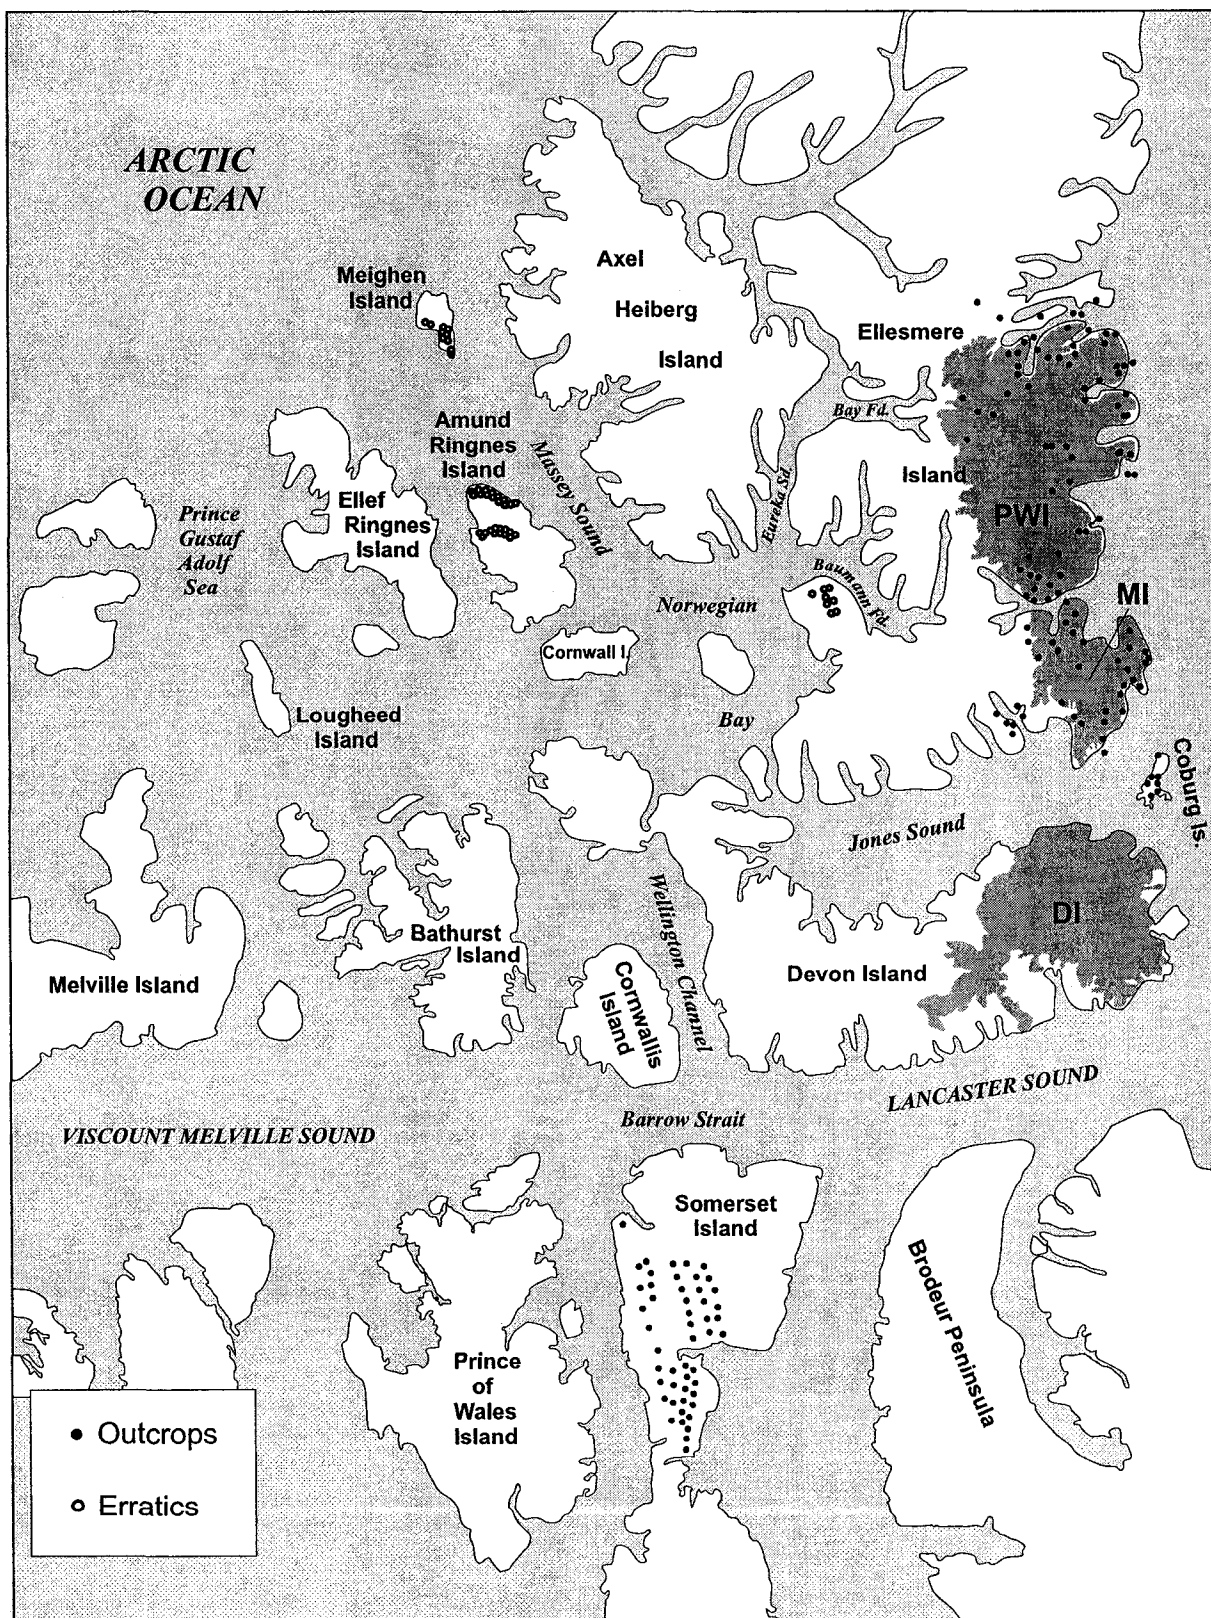 ARCTIC
OCEAN
Meighen
Island
Axel
Heiberg
Island
Ellesmere
Island
Bay Fd.
Amund
Ringnes
Island
Massey Sound
Eureka Sd.
Ellef
Ringnes
Island
Prince
Gustaf
Adolf
Sea
PWI
Baumann Fd.
MI
Norwegian
Bay
Cornwall I.
Lougheed
Island
Coburg Is.
Jones Sound
Wellington Channel
DI
Bathurst
Island
Melville Island
Cornwallis
Island
Devon Island
LANCASTER SOUND
Barrow Strait
VISCOUNT MELVILLE SOUND
Somerset
Island
Brodeur Peninsula
Prince
of
Wales
Island
Outcrops
Erratics